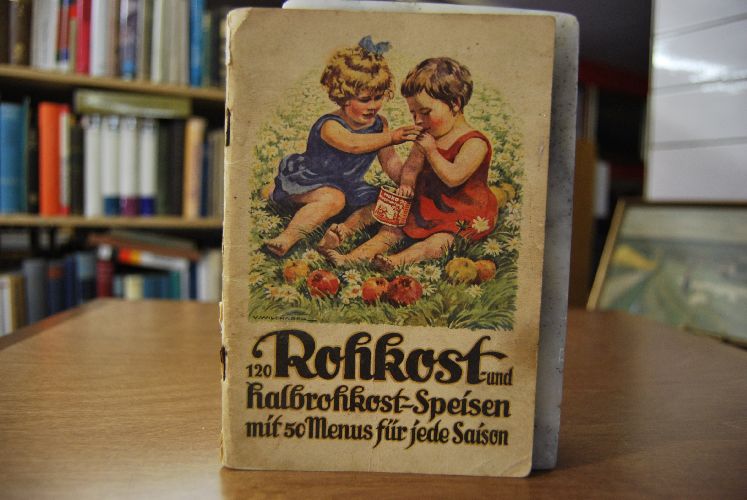 120 Rohkost- und
halbrohkost-Speisen
mit 50 Menus für jede Saison